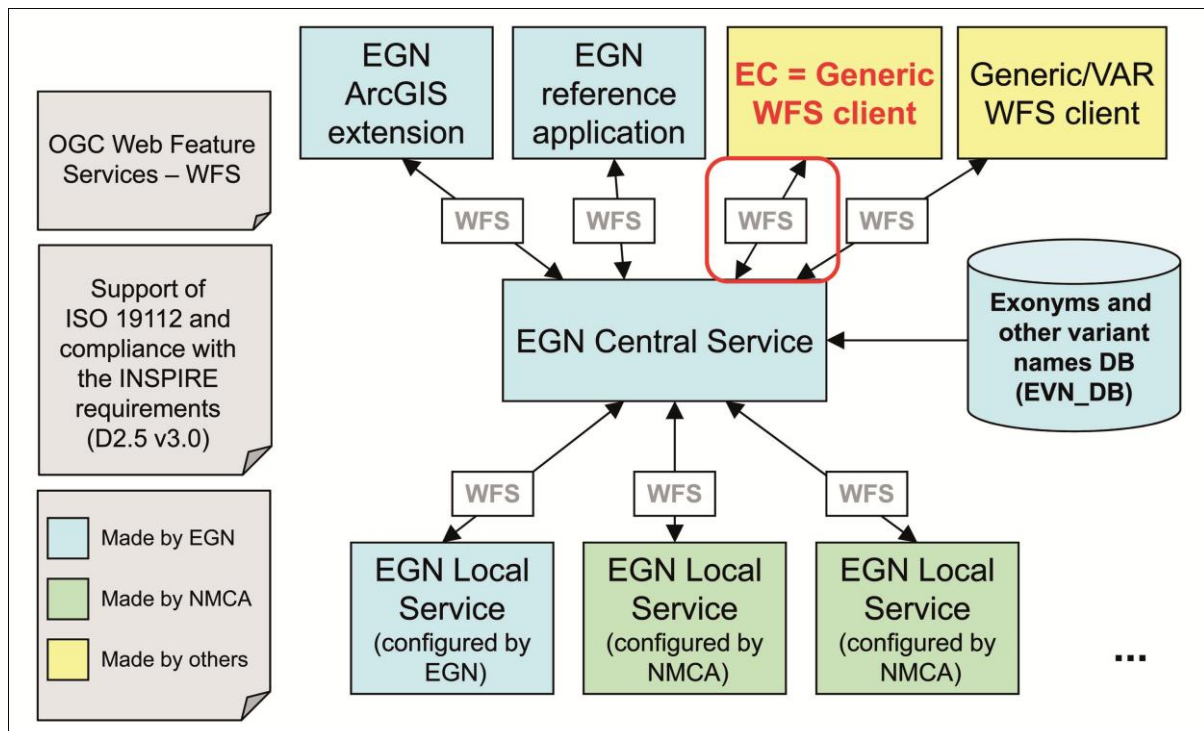 OGC Web Feature
Services – WFS
Support of
ISO 19112 and
compliance with
the INSPIRE
requirements
(D2.5 v3.0)
Made by EGN
Made by NMCA
Made by others
EGN
ArcGIS
extension
EGN
reference
application
EC = Generic
WFS client
Generic/VAR
WFS client
WFS
WFS
WFS
WFS
EGN Central Service
Exonyms and
other variant
names DB
(EVN_DB)
WFS
WFS
WFS
EGN Local
Service
(configured by
EGN)
EGN Local
Service
(configured by
NMCA)
EGN Local
Service
(configured by
NMCA)
...